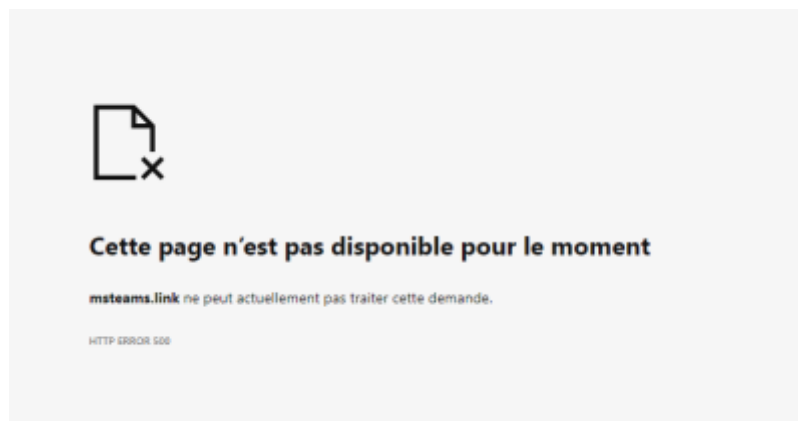 Cette page n’est pas disponible pour le moment
msteams.link ne peut actuellement pas traiter cette demande.
HTTP ERROR 500